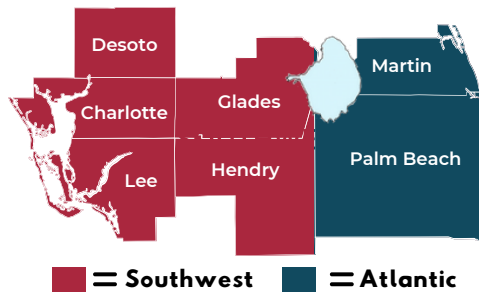 Desoto
Martin
Charlotte
Glades
Palm Beach
Hendry
Lee
= Southwest
= Atlantic